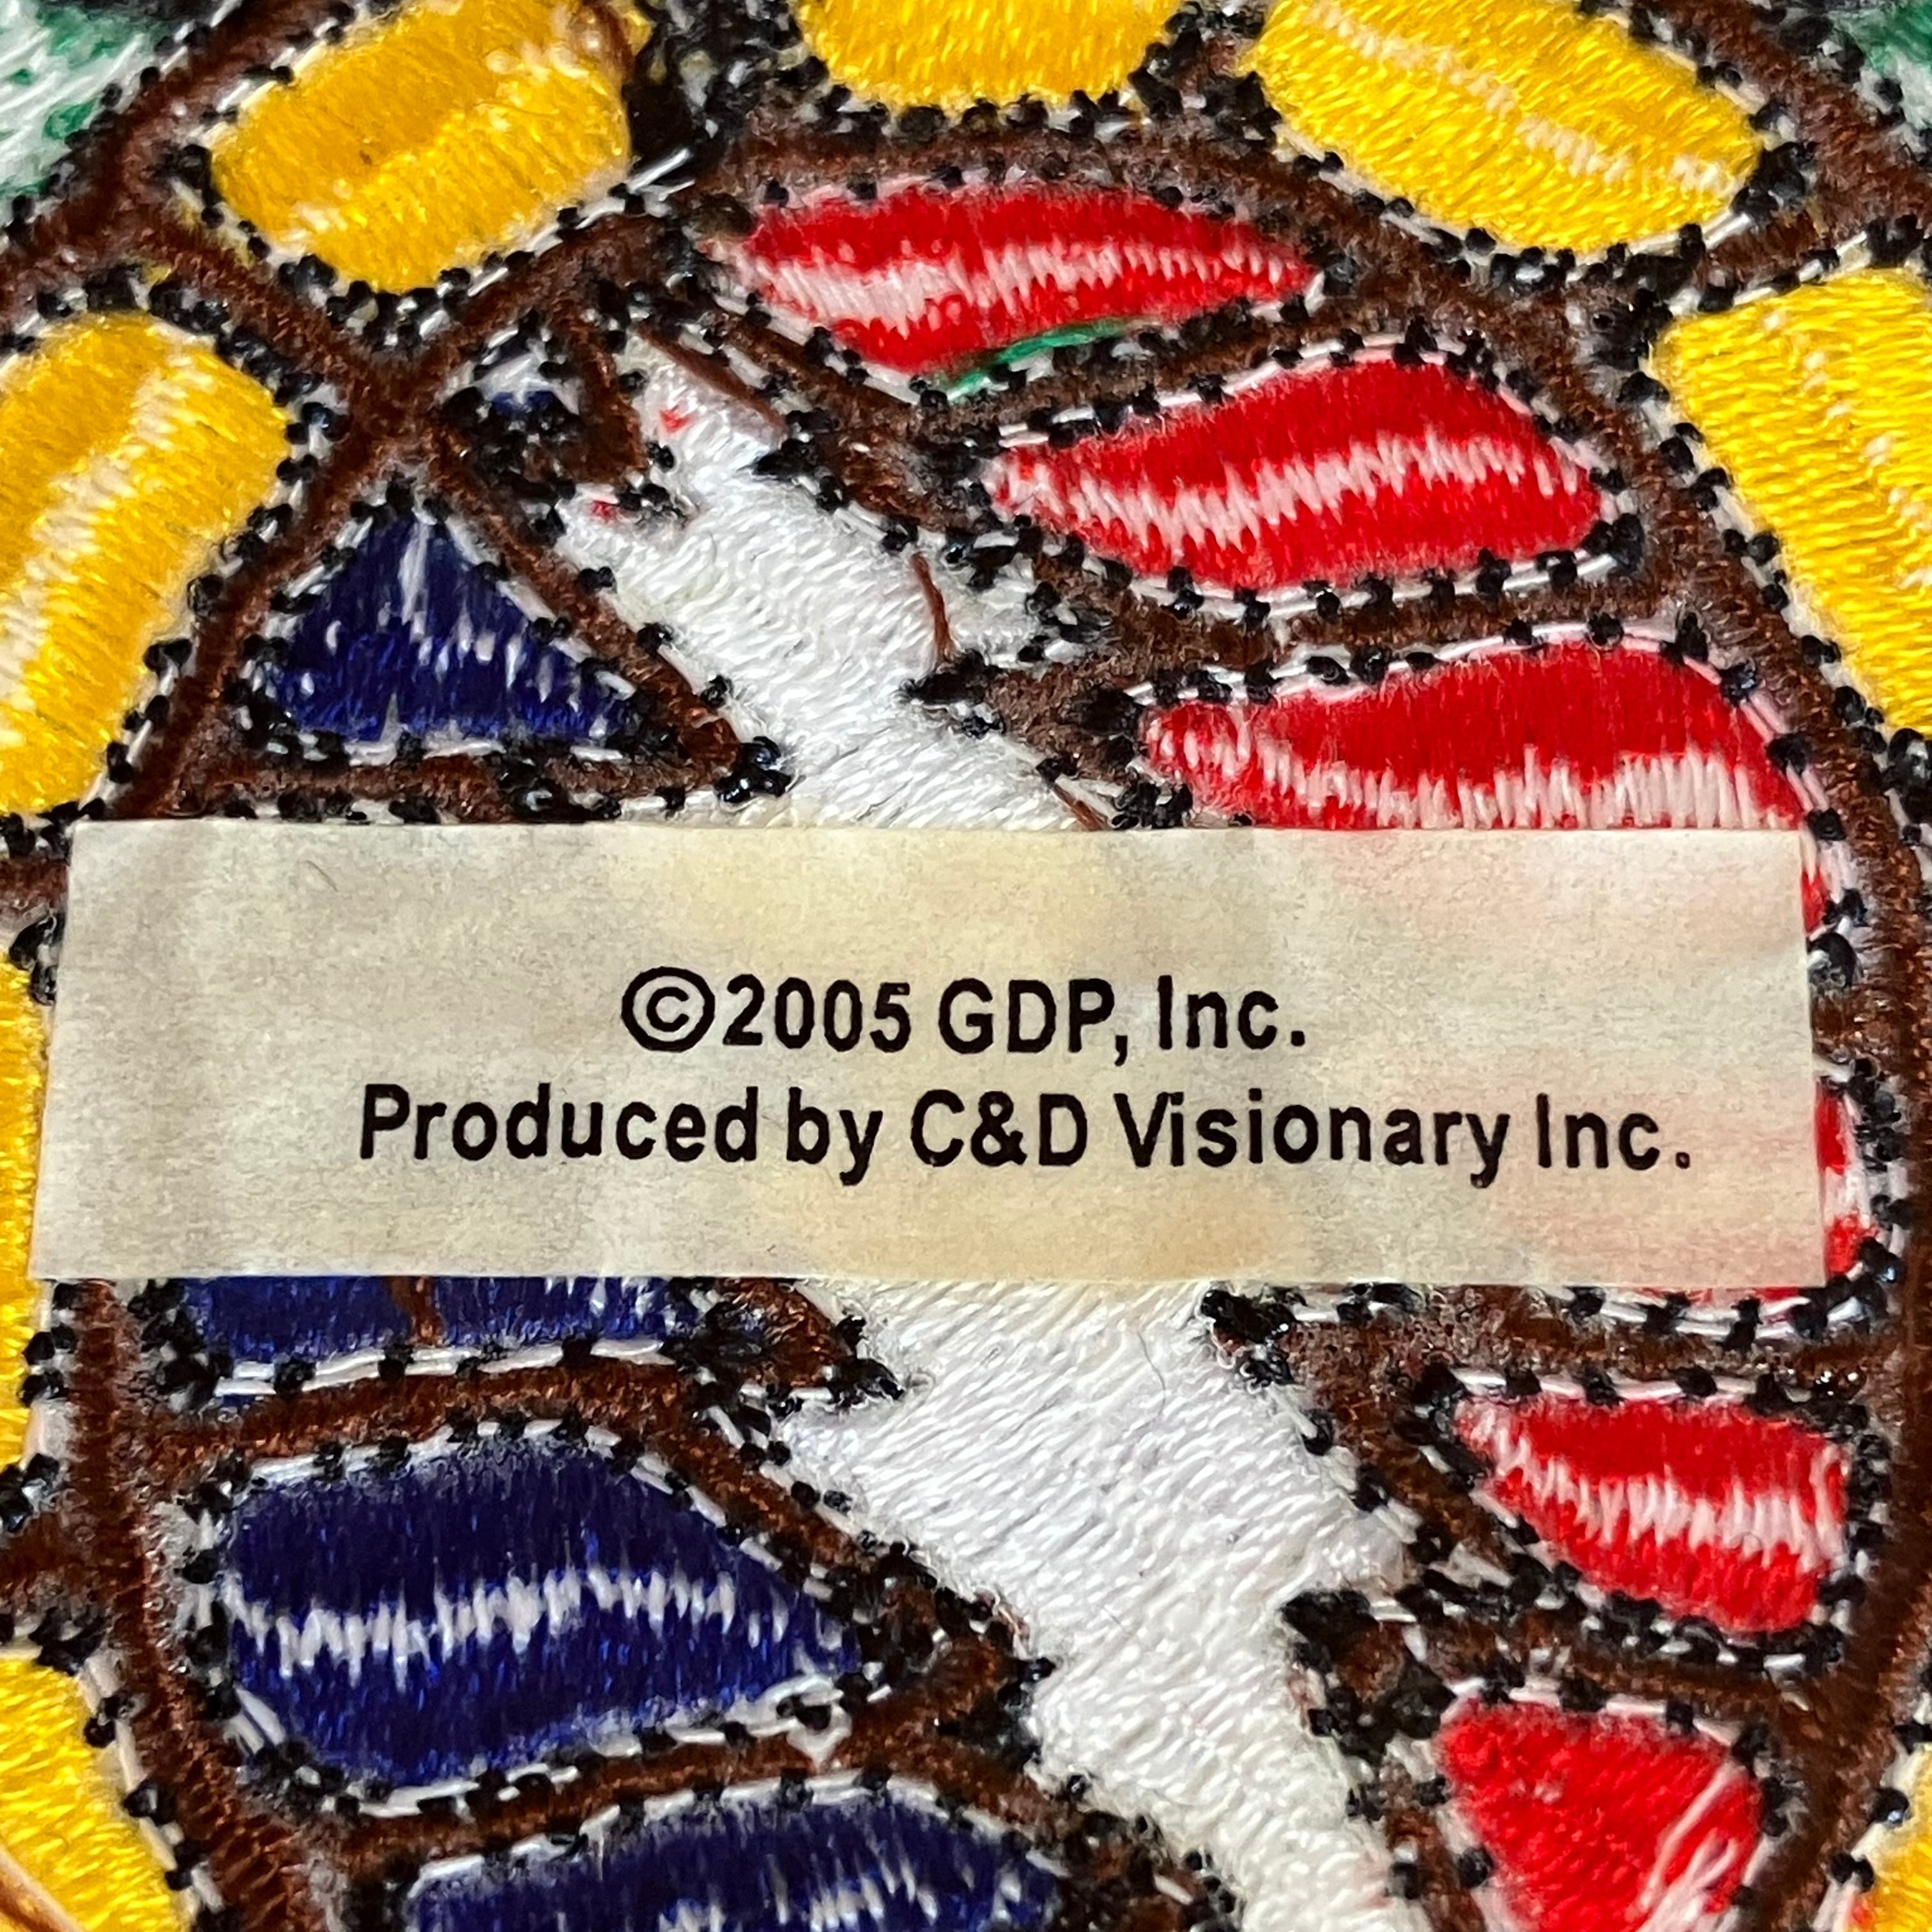 ©2005 GDP, Inc.
Produced by C&D Visionary Inc.